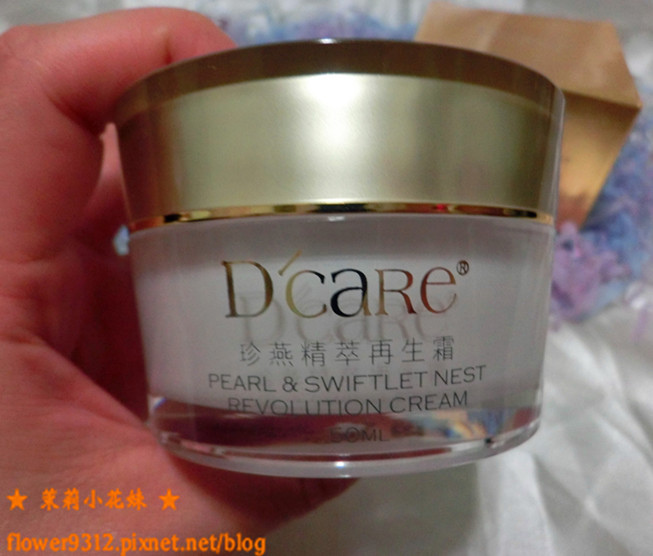 D'CARE®
珍燕精萃再生霜
PEARL & SWIFTLET NEST
REVOLUTION CREAM
50ML
★ 茉莉小花妹 ★
flower9312.pixnet.net/blog